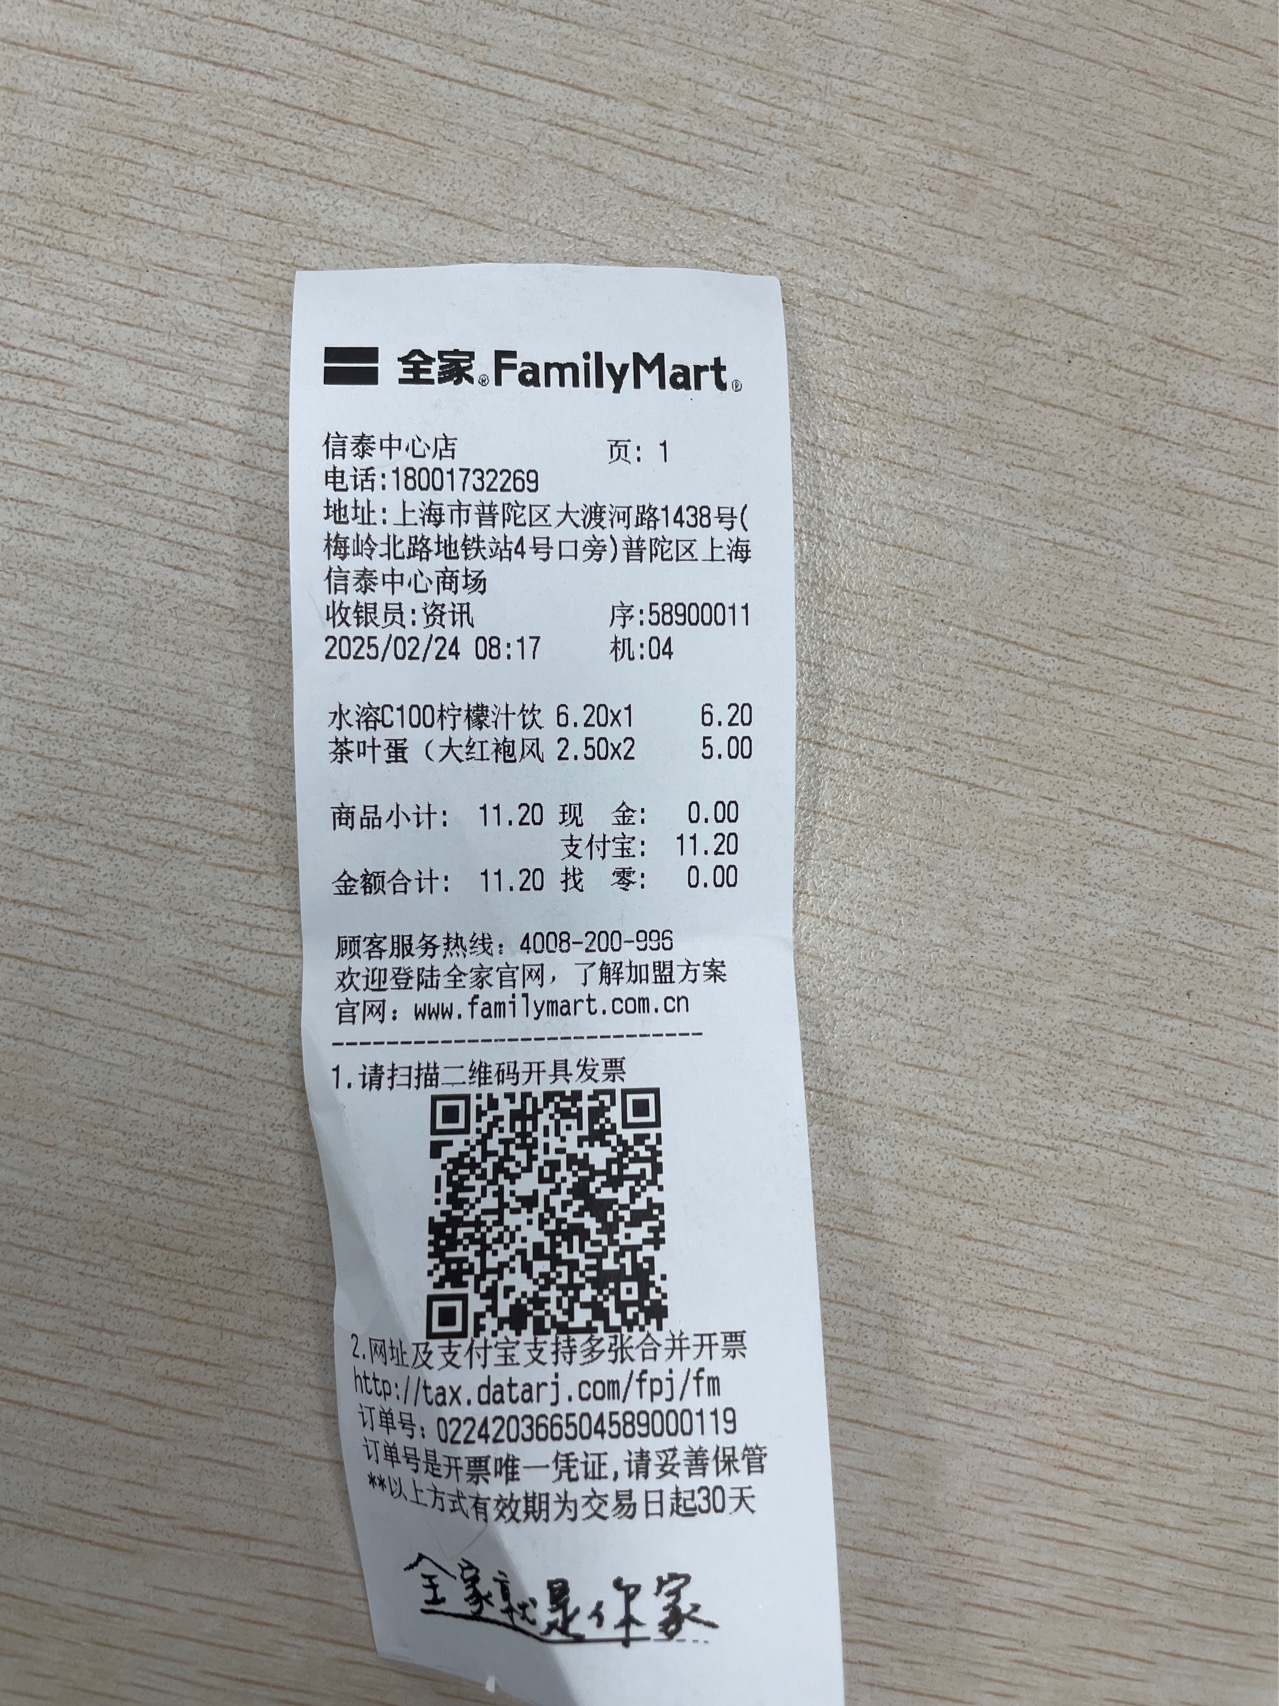 全家®FamilyMart®
信泰中心店 页: 1
电话:18001732269
地址:上海市普陀区大渡河路1438号(
梅岭北路地铁站4号口旁)普陀区上海
信泰中心商场
收银员:资讯 序:58900011
2025/02/24 08:17 机:04
水溶C100柠檬汁饮 6.20x1 6.20
茶叶蛋（大红袍风 2.50x2 5.00
商品小计: 11.20 现 金: 0.00
支付宝: 11.20
金额合计: 11.20 找 零: 0.00
顾客服务热线: 4008-200-996
欢迎登陆全家官网，了解加盟方案
官网: www.familymart.com.cn
----------------------------
1.请扫描二维码开具发票
2.网址及支付宝支持多张合并开票
http://tax.datarj.com/fpj/fm
订单号: 0224203665045890001​19
订单号是开票唯一凭证,请妥善保管
**以上方式有效期为交易日起30天
全家就是你家